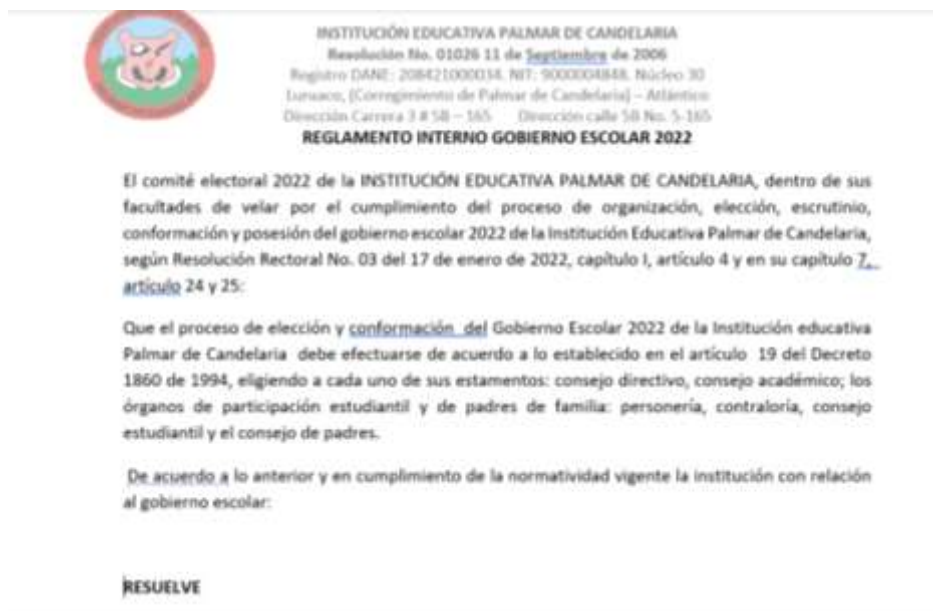 INSTITUCIÓN EDUCATIVA PALMAR DE CANDELARIA
Resolución No. 01026 11 de Septiembre de 2006
Registro DANE: 208421000034. NIT: 9000004848. Núcleo 30
Luruaco, (Corregimiento de Palmar de Candelaria) – Atlántico
Dirección Carrera 3 # 5B – 165 Dirección calle 5B No. 5-165
REGLAMENTO INTERNO GOBIERNO ESCOLAR 2022
El comité electoral 2022 de la INSTITUCIÓN EDUCATIVA PALMAR DE CANDELARIA, dentro de sus
facultades de velar por el cumplimiento del proceso de organización, elección, escrutinio,
conformación y posesión del gobierno escolar 2022 de la Institución Educativa Palmar de Candelaria,
según Resolución Rectoral No. 03 del 17 de enero de 2022, capítulo I, artículo 4 y en su capítulo 7,
artículo 24 y 25:
Que el proceso de elección y conformación del Gobierno Escolar 2022 de la Institución educativa
Palmar de Candelaria debe efectuarse de acuerdo a lo establecido en el artículo 19 del Decreto
1860 de 1994, eligiendo a cada uno de sus estamentos: consejo directivo, consejo académico; los
órganos de participación estudiantil y de padres de familia: personería, contraloría, consejo
estudiantil y el consejo de padres.
De acuerdo a lo anterior y en cumplimiento de la normatividad vigente la institución con relación
al gobierno escolar:
RESUELVE